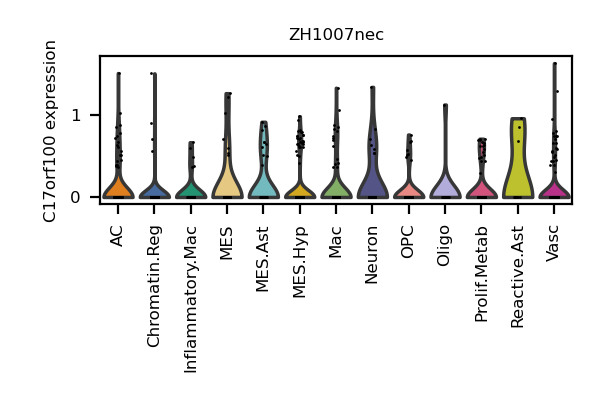 ZH1007nec
C17orf100 expression
1
0
AC
Chromatin.Reg
Inflammatory.Mac
MES
MES.Ast
MES.Hyp
Mac
Neuron
OPC
Oligo
Prolif.Metab
Reactive.Ast
Vasc